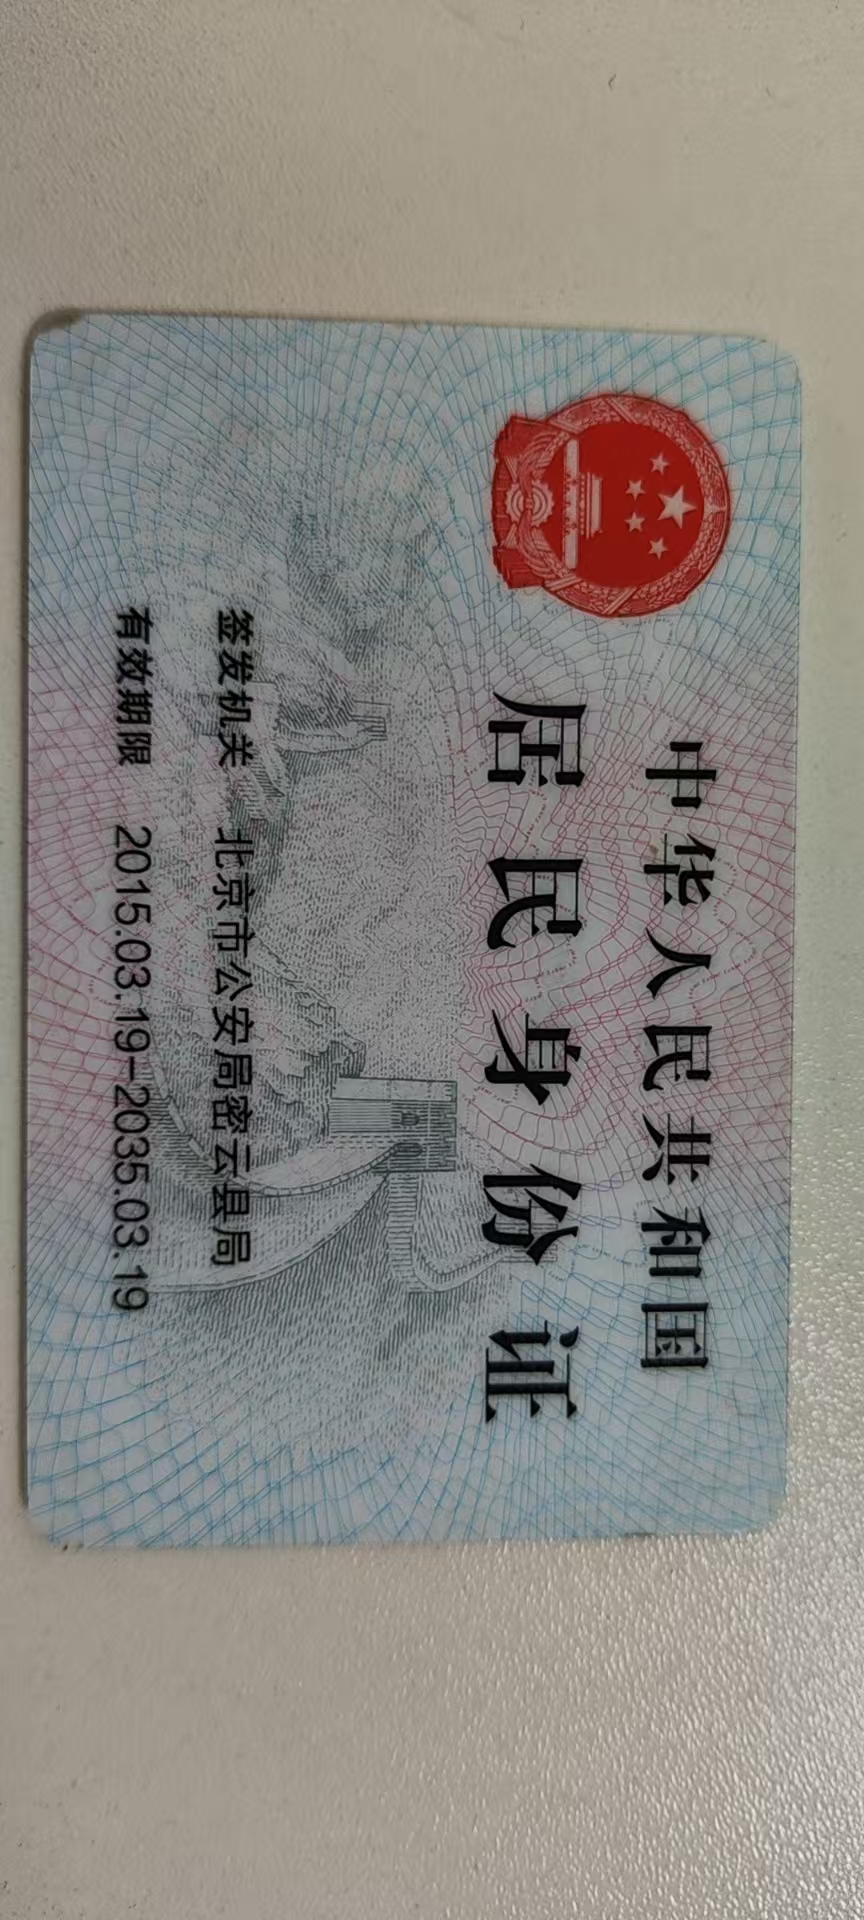 中华人民共和国
居民身份证
签发机关 北京市公安局密云县局
有效期限 2015.03.19-2035.03.19